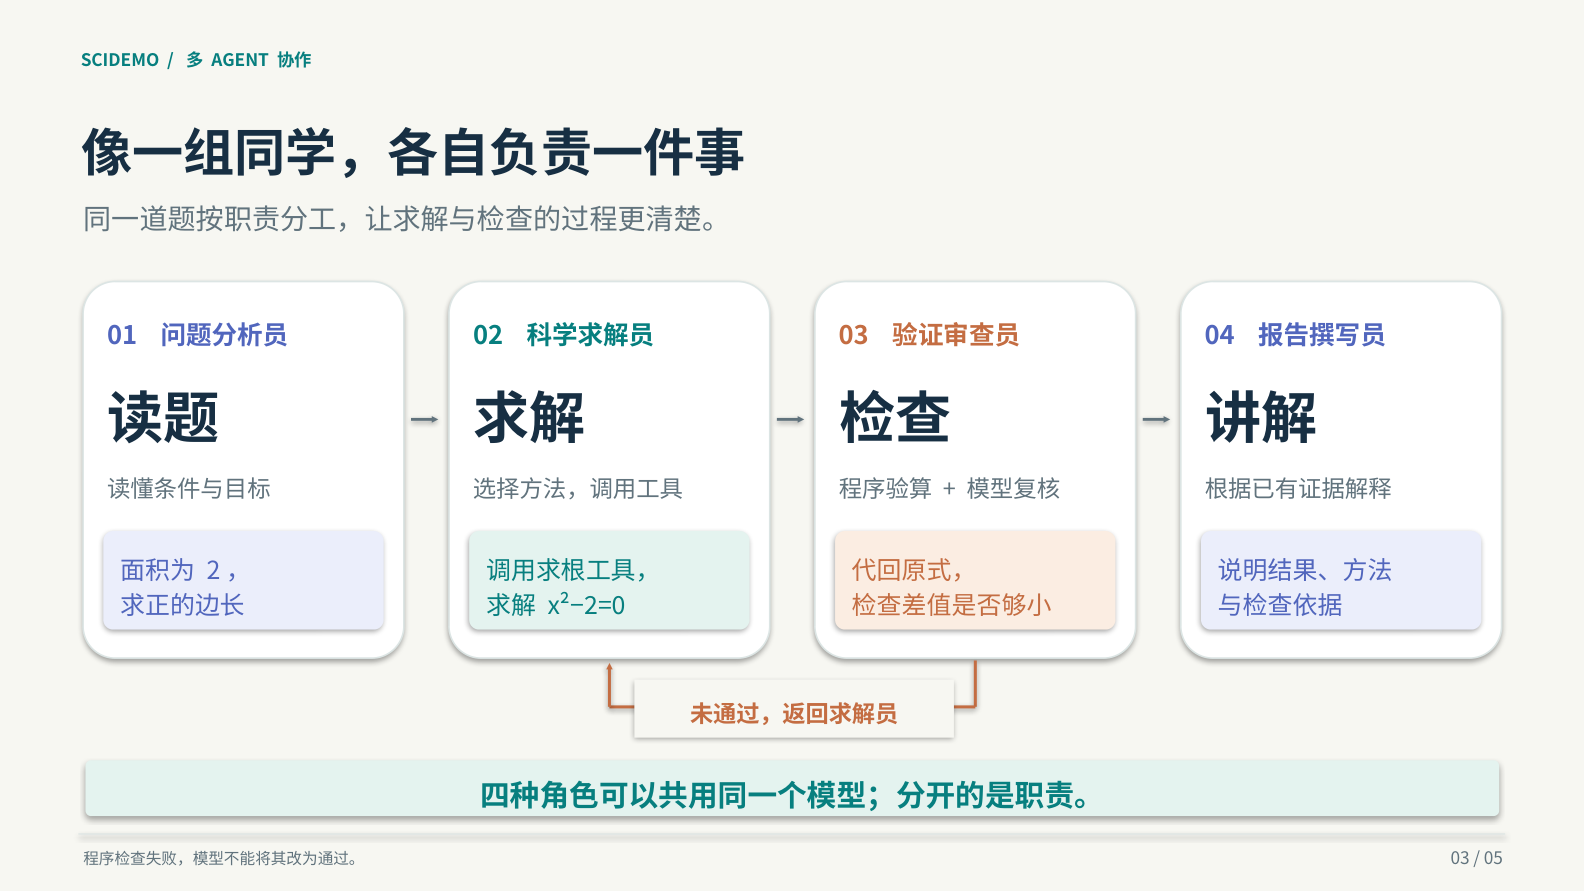 SCIDEMO / 多 AGENT 协作
像一组同学，各自负责一件事
同一道题按职责分工，让求解与检查的过程更清楚。
01 问题分析员
读题
读懂条件与目标
面积为 2，
求正的边长
02 科学求解员
求解
选择方法，调用工具
调用求根工具，
求解 x²−2=0
03 验证审查员
检查
程序验算 + 模型复核
代回原式，
检查差值是否够小
04 报告撰写员
讲解
根据已有证据解释
说明结果、方法
与检查依据
未通过，返回求解员
四种角色可以共用同一个模型；分开的是职责。
程序检查失败，模型不能将其改为通过。
03 / 05